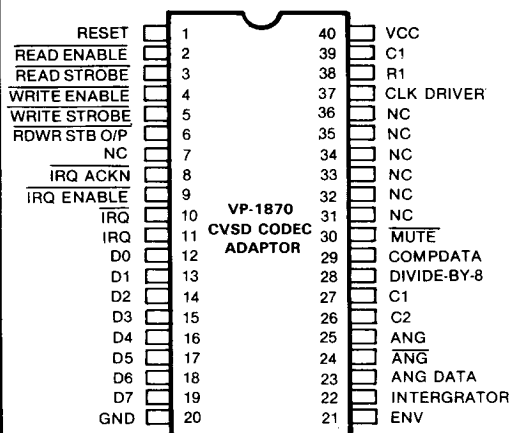 RESET 1 40 VCC
READ ENABLE 2 39 C1
READ STROBE 3 38 R1
WRITE ENABLE 4 37 CLK DRIVER
WRITE STROBE 5 36 NC
RDWR STB O/P 6 35 NC
NC 7 34 NC
IRQ ACKN 8 33 NC
IRQ ENABLE 9 32 NC
IRQ 10 VP-1870 31 NC
IRQ 11 CVSD CODEC 30 MUTE
D0 12 ADAPTOR 29 COMPDATA
D1 13 28 DIVIDE-BY-8
D2 14 27 C1
D3 15 26 C2
D4 16 25 ANG
D5 17 24 ANG
D6 18 23 ANG DATA
D7 19 22 INTERGRATOR
GND 20 21 ENV